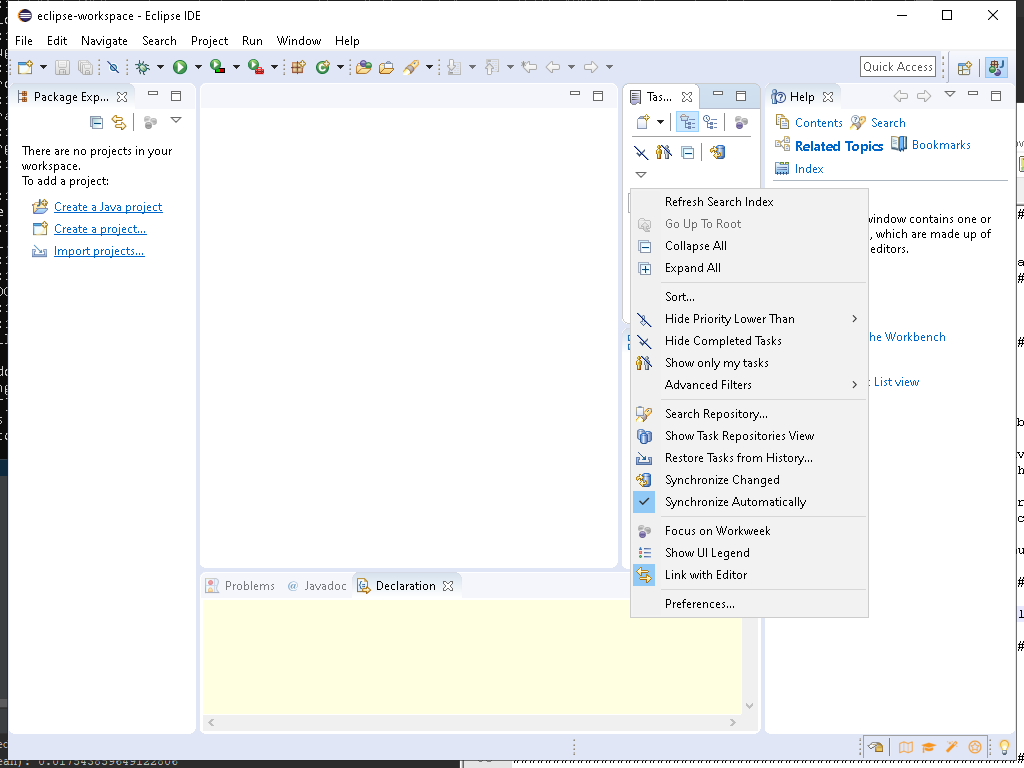 eclipse-workspace - Eclipse IDE
File Edit Navigate Search Project Run Window Help
Quick Access
Package Exp...
There are no projects in your
workspace.
To add a project:
Create a Java project
Create a project...
Import projects...
Tas...
Help
Contents Search
Related Topics Bookmarks
Index
window contains one or
, which are made up of
editors.
he Workbench
List view
Refresh Search Index
Go Up To Root
Collapse All
Expand All
Sort...
Hide Priority Lower Than
Hide Completed Tasks
Show only my tasks
Advanced Filters
Search Repository...
Show Task Repositories View
Restore Tasks from History...
Synchronize Changed
Synchronize Automatically
Focus on Workweek
Show UI Legend
Link with Editor
Preferences...
Problems @ Javadoc Declaration
ean): 0.017543859649122806